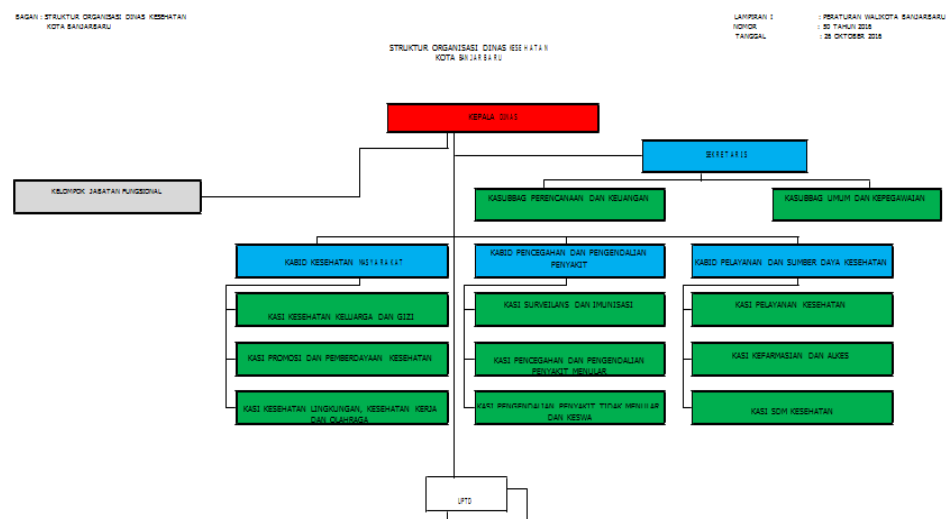 BAGAN : STRUKTUR ORGANISASI DINAS KESEHATAN
KOTA BANJARBARU
LAMPIRAN I : PERATURAN WALIKOTA BANJARBARU
NOMOR : 50 TAHUN 2016
TANGGAL : 28 OKTOBER 2016
STRUKTUR ORGANISASI DINAS KESEHATAN
KOTA BANJARBARU
KEPALA DINAS
SEKRETARIS
KELOMPOK JABATAN FUNGSIONAL
KASUBBAG PERENCANAAN DAN KEUANGAN
KASUBBAG UMUM DAN KEPEGAWAIAN
KABID KESEHATAN MASYARAKAT
KABID PENCEGAHAN DAN PENGENDALIAN
PENYAKIT
KABID PELAYANAN DAN SUMBER DAYA KESEHATAN
KASI KESEHATAN KELUARGA DAN GIZI
KASI SURVEILANS DAN IMUNISASI
KASI PELAYANAN KESEHATAN
KASI PROMOSI DAN PEMBERDAYAAN KESEHATAN
KASI PENCEGAHAN DAN PENGENDALIAN
PENYAKIT MENULAR
KASI KEFARMASIAN DAN ALKES
KASI KESEHATAN LINGKUNGAN, KESEHATAN KERJA
DAN OLAHRAGA
KASI PENGENDALIAN PENYAKIT TIDAK MENULAR
DAN KESWA
KASI SDM KESEHATAN
UPTD